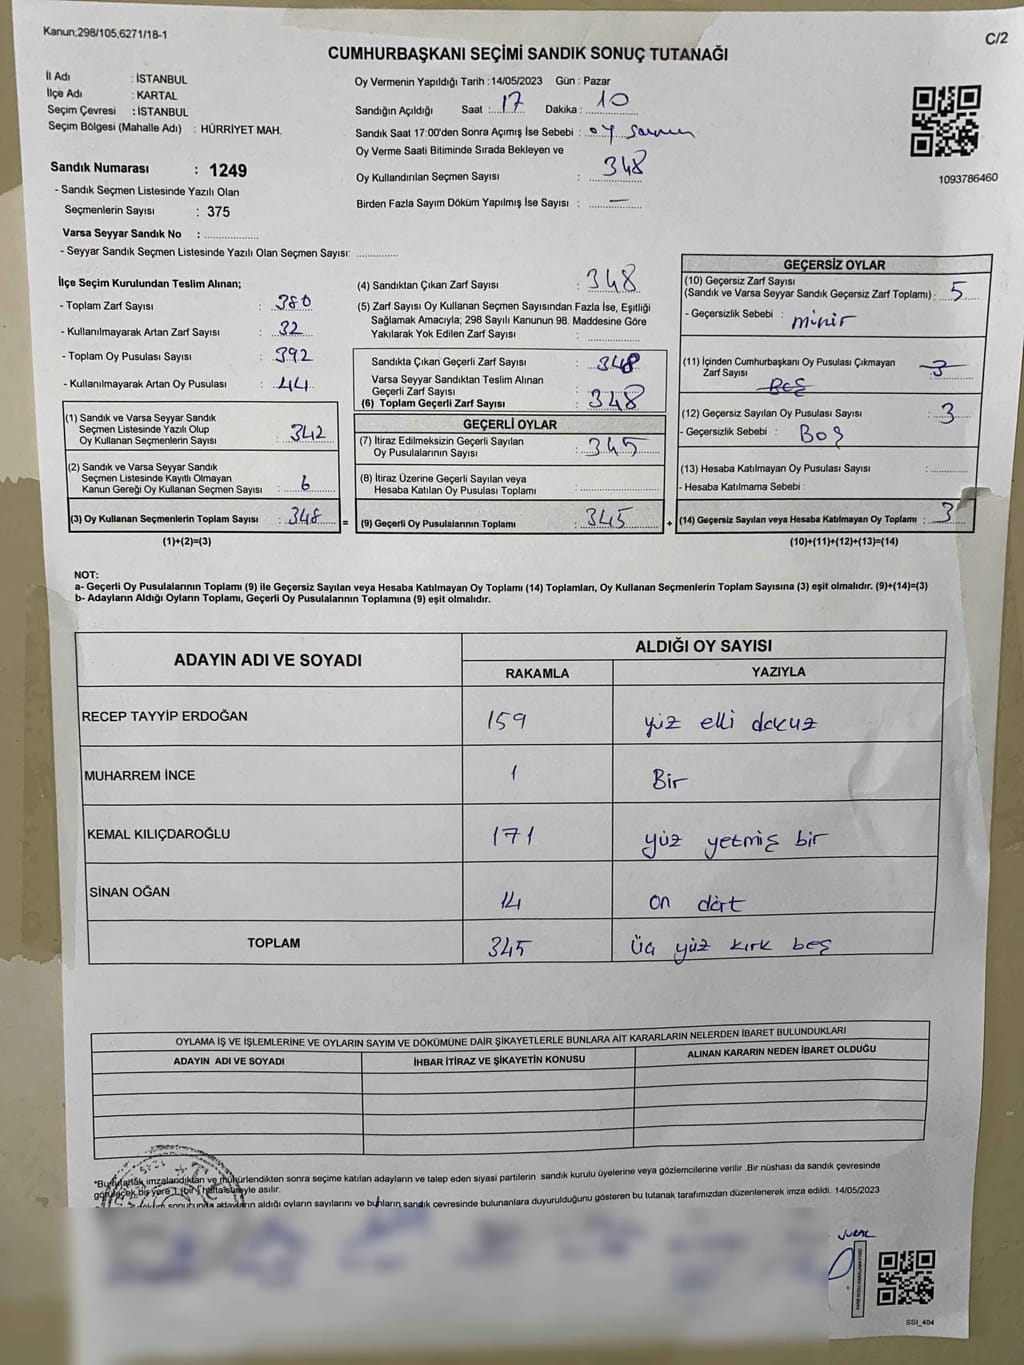 Kanun;298/105,6271/18-1
C/2
CUMHURBAŞKANI SEÇİMİ SANDIK SONUÇ TUTANAĞI
İl Adı : İSTANBUL
İlçe Adı : KARTAL
Seçim Çevresi : İSTANBUL
Seçim Bölgesi (Mahalle Adı) : HÜRRİYET MAH.
Sandık Numarası : 1249
- Sandık Seçmen Listesinde Yazılı Olan
Seçmenlerin Sayısı : 375
Varsa Seyyar Sandık No : ..................
- Seyyar Sandık Seçmen Listesinde Yazılı Olan Seçmen Sayısı: ..............
Oy Vermenin Yapıldığı Tarih : 14/05/2023 Gün : Pazar
Sandığın Açıldığı Saat : 17 Dakika : 10
Sandık Saat 17:00'den Sonra Açımış İse Sebebi : oy
Oy Verme Saati Bitiminde Sırada Bekleyen ve
Oy Kullandırılan Seçmen Sayısı : 348
Birden Fazla Sayım Döküm Yapılmış İse Sayısı : —
1093786460
İlçe Seçim Kurulundan Teslim Alınan;
- Toplam Zarf Sayısı : 380
- Kullanılmayarak Artan Zarf Sayısı : 32
- Toplam Oy Pusulası Sayısı : 392
- Kullanılmayarak Artan Oy Pusulası : 44
(1) Sandık ve Varsa Seyyar Sandık
Seçmen Listesinde Yazılı Olup
Oy Kullanan Seçmenlerin Sayısı : 342
(2) Sandık ve Varsa Seyyar Sandık
Seçmen Listesinde Kayıtlı Olmayan
Kanun Gereği Oy Kullanan Seçmen Sayısı : 6
(3) Oy Kullanan Seçmenlerin Toplam Sayısı : 348 =
(1)+(2)=(3)
(4) Sandıktan Çıkan Zarf Sayısı : 348
(5) Zarf Sayısı Oy Kullanan Seçmen Sayısından Fazla İse, Eşitliği
Sağlamak Amacıyla; 298 Sayılı Kanunun 98. Maddesine Göre
Yakılarak Yok Edilen Zarf Sayısı : ..................
Sandıkta Çıkan Geçerli Zarf Sayısı : 348
Varsa Seyyar Sandıktan Teslim Alınan
Geçerli Zarf Sayısı :
(6) Toplam Geçerli Zarf Sayısı : 348
GEÇERLİ OYLAR
(7) İtiraz Edilmeksizin Geçerli Sayılan
Oy Pusulalarının Sayısı : 345
(8) İtiraz Üzerine Geçerli Sayılan veya
Hesaba Katılan Oy Pusulası Toplamı : ..................
(9) Geçerli Oy Pusulalarının Toplamı : 345 +
GEÇERSİZ OYLAR
(10) Geçersiz Zarf Sayısı
(Sandık ve Varsa Seyyar Sandık Geçersiz Zarf Toplamı) : 5
- Geçersizlik Sebebi :
(11) İçinden Cumhurbaşkanı Oy Pusulası Çıkmayan
Zarf Sayısı : 3
(12) Geçersiz Sayılan Oy Pusulası Sayısı : 3
- Geçersizlik Sebebi : Boş
(13) Hesaba Katılmayan Oy Pusulası Sayısı : ..............
- Hesaba Katılmama Sebebi :
(14) Geçersiz Sayılan veya Hesaba Katılmayan Oy Toplamı : 3
(10)+(11)+(12)+(13)=(14)
NOT:
a- Geçerli Oy Pusulalarının Toplamı (9) ile Geçersiz Sayılan veya Hesaba Katılmayan Oy Toplamı (14) Toplamları, Oy Kullanan Seçmenlerin Toplam Sayısına (3) eşit olmalıdır. (9)+(14)=(3)
b- Adayların Aldığı Oyların Toplamı, Geçerli Oy Pusulalarının Toplamına (9) eşit olmalıdır.
ADAYIN ADI VE SOYADI ALDIĞI OY SAYISI
RAKAMLA YAZIYLA
RECEP TAYYİP ERDOĞAN 159 yüz elli dokuz
MUHARREM İNCE 1 Bir
KEMAL KILIÇDAROĞLU 171 yüz yetmiş bir
SİNAN OĞAN 14 on dört
TOPLAM 345 Üç yüz kırk beş
OYLAMA İŞ VE İŞLEMLERİNE VE OYLARIN SAYIM VE DÖKÜMÜNE DAİR ŞİKAYETLERLE BUNLARA AİT KARARLARIN NELERDEN İBARET BULUNDUKLARI
ADAYIN ADI VE SOYADI İHBAR İTİRAZ VE ŞİKAYETİN KONUSU ALINAN KARARIN NEDEN İBARET OLDUĞU
*Bu tutanak imzalandıktan ve mühürlendikten sonra seçime katılan adayların ve talep eden siyasi partilerin sandık kurulu üyelerine veya gözlemcilerine verilir .Bir nüshası da sandık çevresinde
görülecek bir yere 1 (bir) hafta süreyle asılır.
sonucunda adayların aldığı oyların sayılarını ve bunların sandık çevresinde bulunanlara duyurulduğunu gösteren bu tutanak tarafımızdan düzenlenerek imza edildi. 14/05/2023
SSI_404